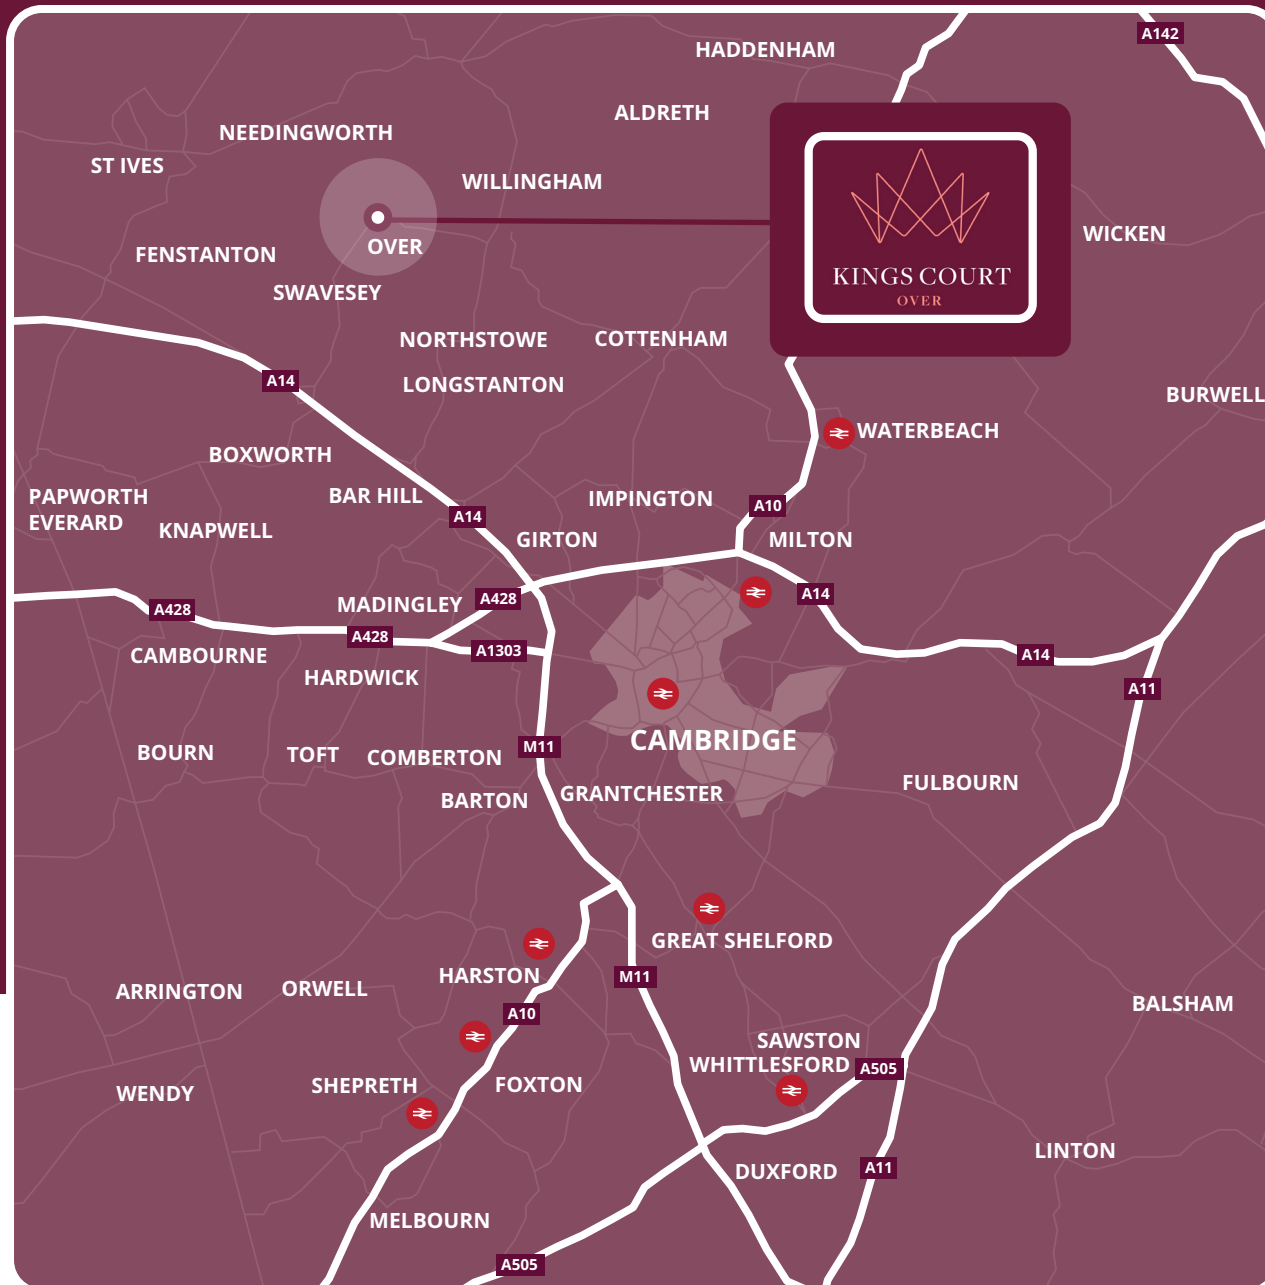 A142
HADDENHAM
ALDRETH
NEEDINGWORTH
ST IVES
WILLINGHAM
WICKEN
OVER
FENSTANTON
KINGS COURT
OVER
SWAVESEY
NORTHSTOWE
COTTENHAM
A14
LONGSTANTON
BURWELL
WATERBEACH
BOXWORTH
PAPWORTH
EVERARD
BAR HILL
IMPINGTON
A10
A14
KNAPWELL
GIRTON
MILTON
A428
A428
MADINGLEY
A14
A428
A1303
CAMBOURNE
A14
HARDWICK
A11
M11
CAMBRIDGE
BOURN
TOFT
COMBERTON
FULBOURN
BARTON
GRANTCHESTER
GREAT SHELFORD
HARSTON
M11
ARRINGTON
ORWELL
BALSHAM
A10
SAWSTON
WHITTLESFORD
A505
SHEPRETH
FOXTON
WENDY
LINTON
DUXFORD
A11
MELBOURN
A505